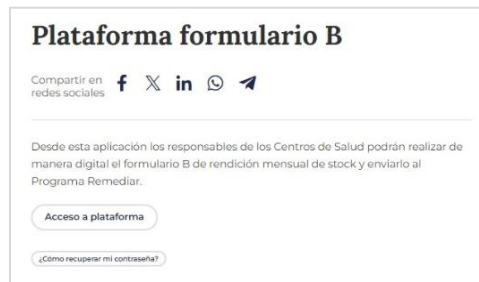 Plataforma formulario B
Compartir en
redes sociales
Desde esta aplicación los responsables de los Centros de Salud podrán realizar de
manera digital el formulario B de rendición mensual de stock y enviarlo al
Programa Remediar.
Acceso a plataforma
¿Cómo recuperar mi contraseña?